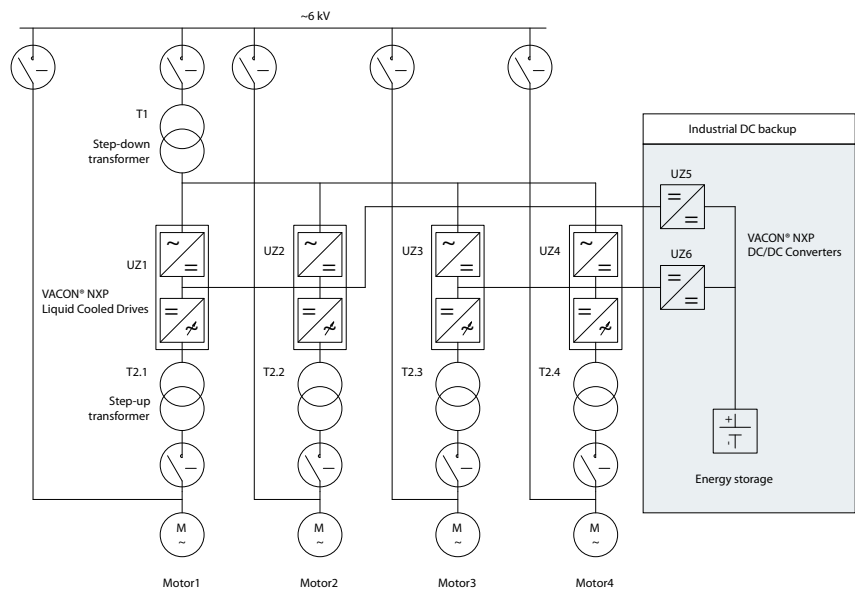 ~6 kV
T1
Step-down
transformer
Industrial DC backup
UZ5
UZ1
UZ2
UZ3
UZ4
VACON® NXP
DC/DC Converters
UZ6
VACON® NXP
Liquid Cooled Drives
T2.1
T2.2
T2.3
T2.4
Step-up
transformer
Energy storage
M
~
M
~
M
~
M
~
Motor1
Motor2
Motor3
Motor4